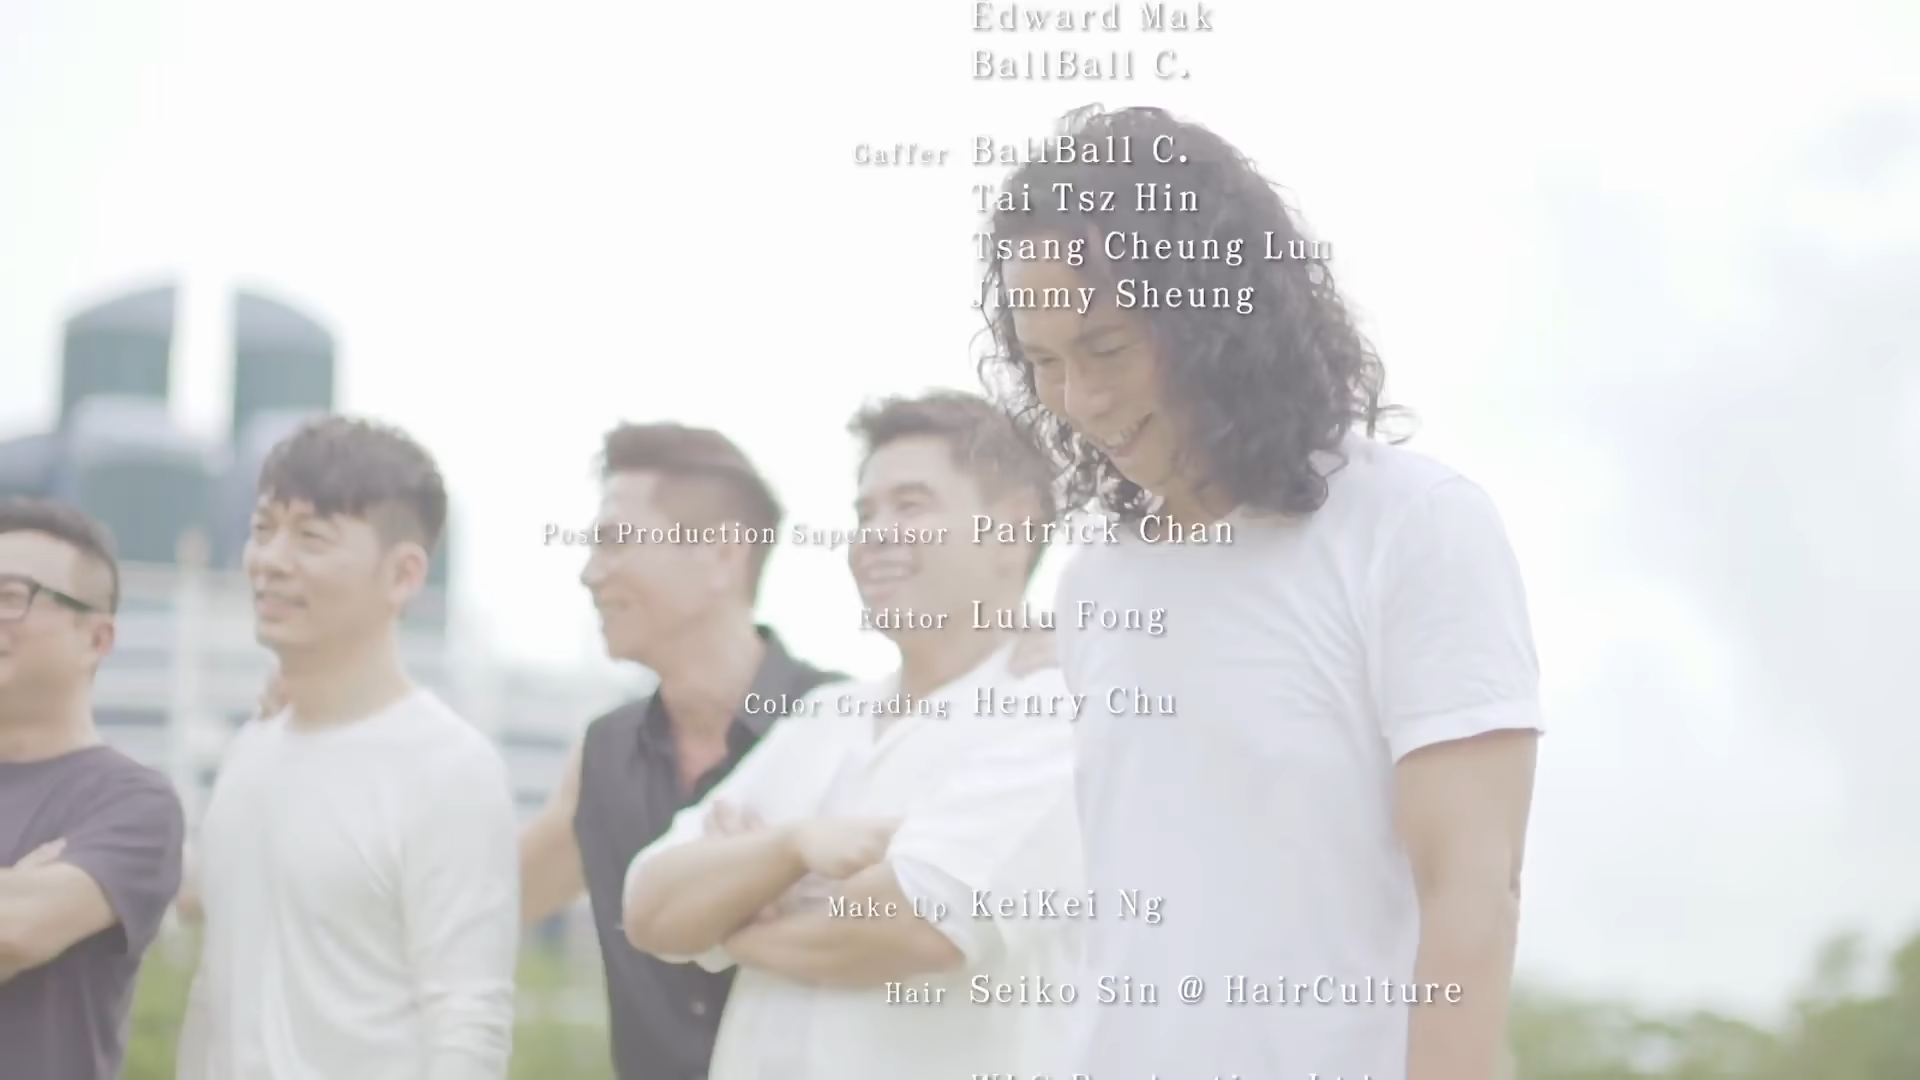 Edward Mak
BallBall C.
Gaffer BallBall C.
Tai Tsz Hin
Tsang Cheung Lun
Jimmy Sheung
Post Production Supervisor Patrick Chan
Editor Lulu Fong
Color Grading Henry Chu
Make Up KeiKei Ng
Hair Seiko Sin @ HairCulture